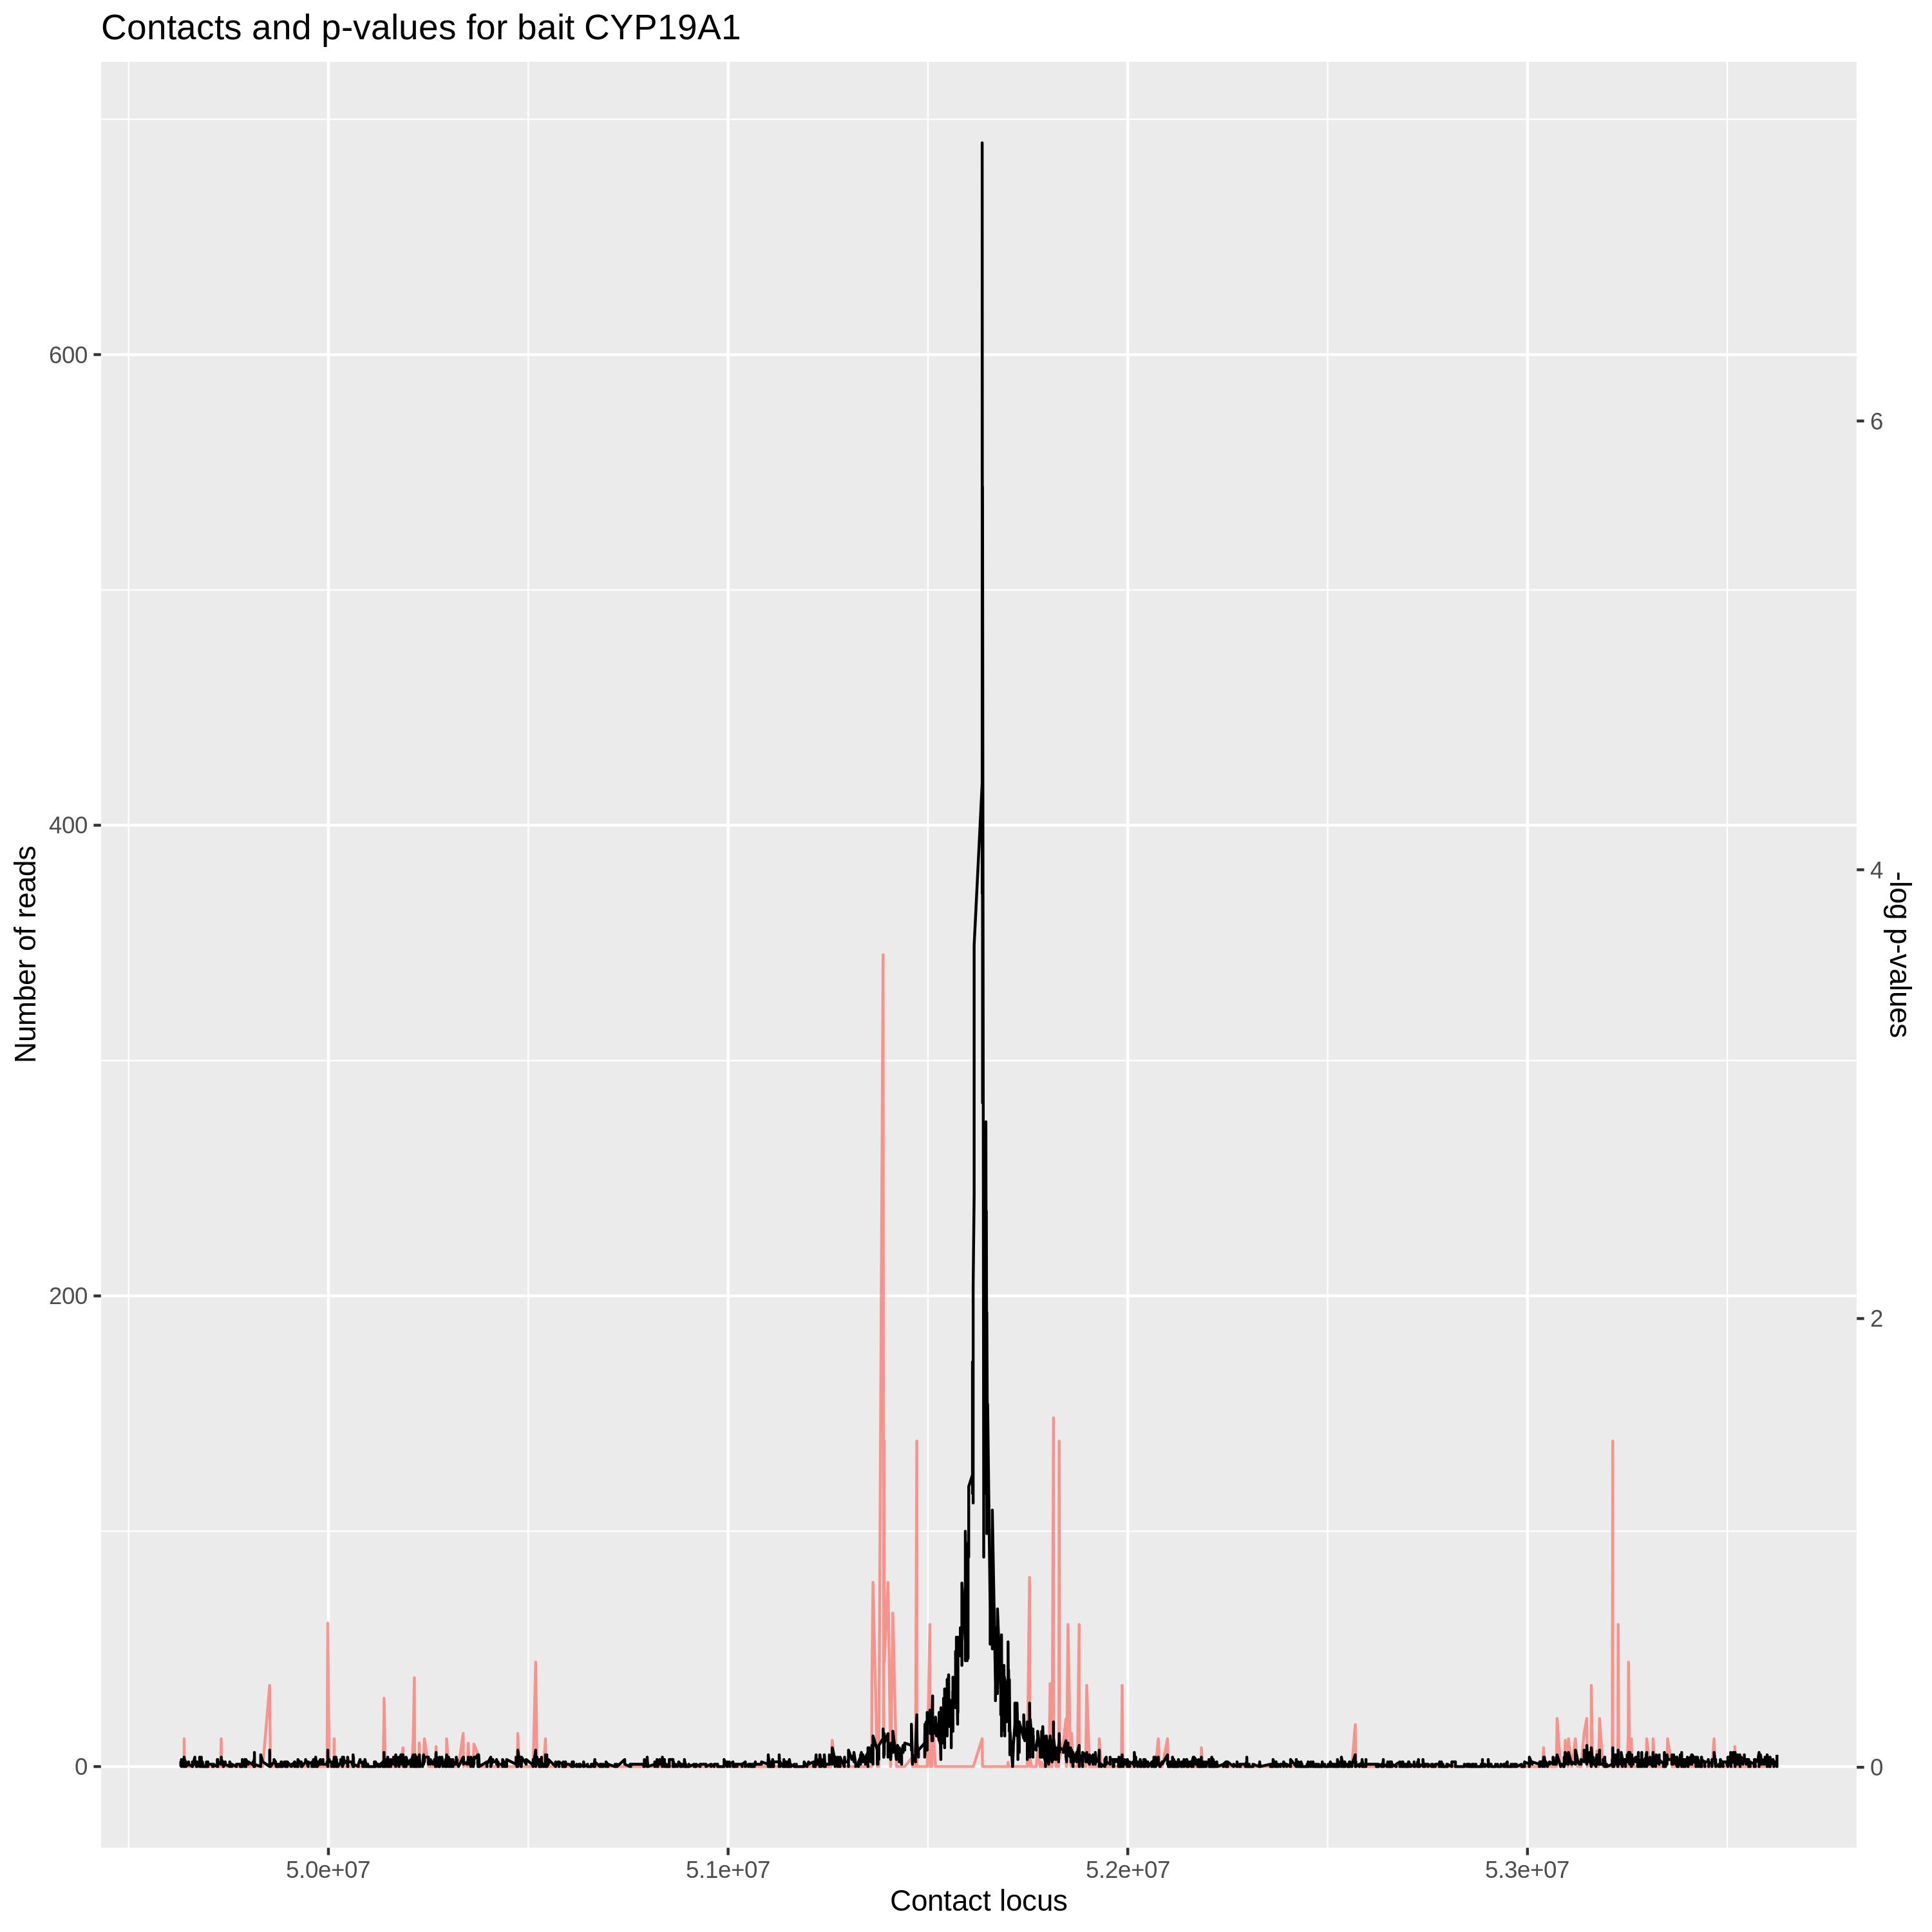 Contacts and p-values for bait CYP19A1
600
400
200
0
Number of reads
6
4
2
0
-log p-values
5.0e+07
5.1e+07
5.2e+07
5.3e+07
Contact locus